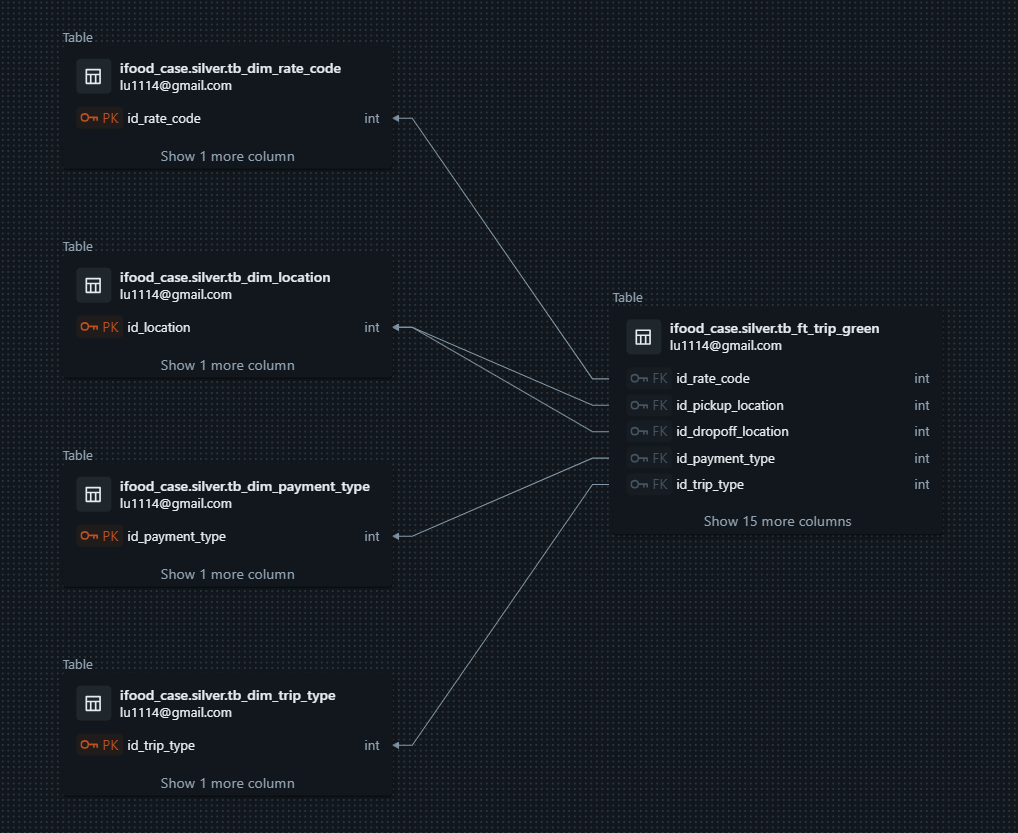 Table
ifood_case.silver.tb_dim_rate_code
lu1114@gmail.com
PK id_rate_code int
Show 1 more column
Table
ifood_case.silver.tb_dim_location
lu1114@gmail.com
PK id_location int
Show 1 more column
Table
ifood_case.silver.tb_dim_payment_type
lu1114@gmail.com
PK id_payment_type int
Show 1 more column
Table
ifood_case.silver.tb_dim_trip_type
lu1114@gmail.com
PK id_trip_type int
Show 1 more column
Table
ifood_case.silver.tb_ft_trip_green
lu1114@gmail.com
FK id_rate_code int
FK id_pickup_location int
FK id_dropoff_location int
FK id_payment_type int
FK id_trip_type int
Show 15 more columns